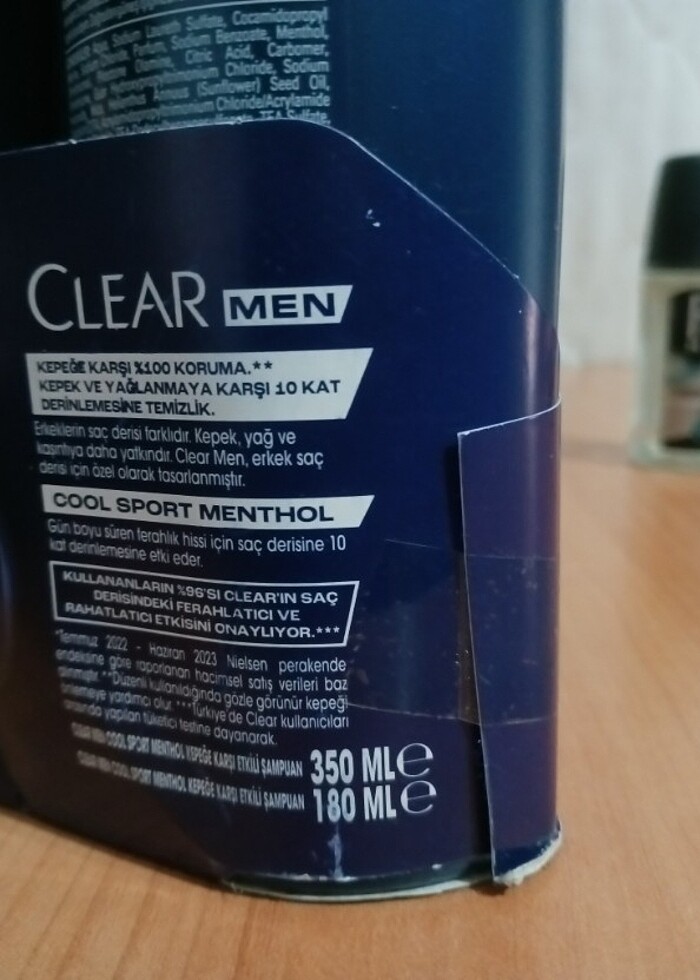 Sodium Laureth Sulfate, Cocamidopropyl
Parfum, Sodium Benzoate, Menthol,
Citric Acid, Carbomer,
Chloride, Sodium
(Sunflower) Seed Oil,
Chloride/Acrylamide
TEA-Sulfate,
CLEAR MEN
KEPEĞE KARŞI %100 KORUMA.**
KEPEK VE YAĞLANMAYA KARŞI 10 KAT
DERİNLEMESİNE TEMİZLİK.
Erkeklerin saç derisi farklıdır. Kepek, yağ ve
kaşıntıya daha yatkındır. Clear Men, erkek saç
derisi için özel olarak tasarlanmıştır.
COOL SPORT MENTHOL
Gün boyu süren ferahlık hissi için saç derisine 10
kat derinlemesine etki eder.
KULLANANLARIN %96'SI CLEAR'IN SAÇ
DERİSİNDEKİ FERAHLATICI VE
RAHATLATICI ETKİSİNİ ONAYLIYOR.***
*Temmuz 2022 - Haziran 2023 Nielsen perakende
endeksine göre raporlanan hacimsel satış verileri baz
alınmıştır. **Düzenli kullanıldığında gözle görünür kepeği
önlemeye yardımcı olur. ***Türkiye'de Clear kullanıcıları
arasında yapılan tüketici testine dayanarak.
CLEAR MEN COOL SPORT MENTHOL KEPEĞE KARŞI ETKİLİ ŞAMPUAN 350 ML ℮
CLEAR MEN COOL SPORT MENTHOL KEPEĞE KARŞI ETKİLİ ŞAMPUAN 180 ML ℮